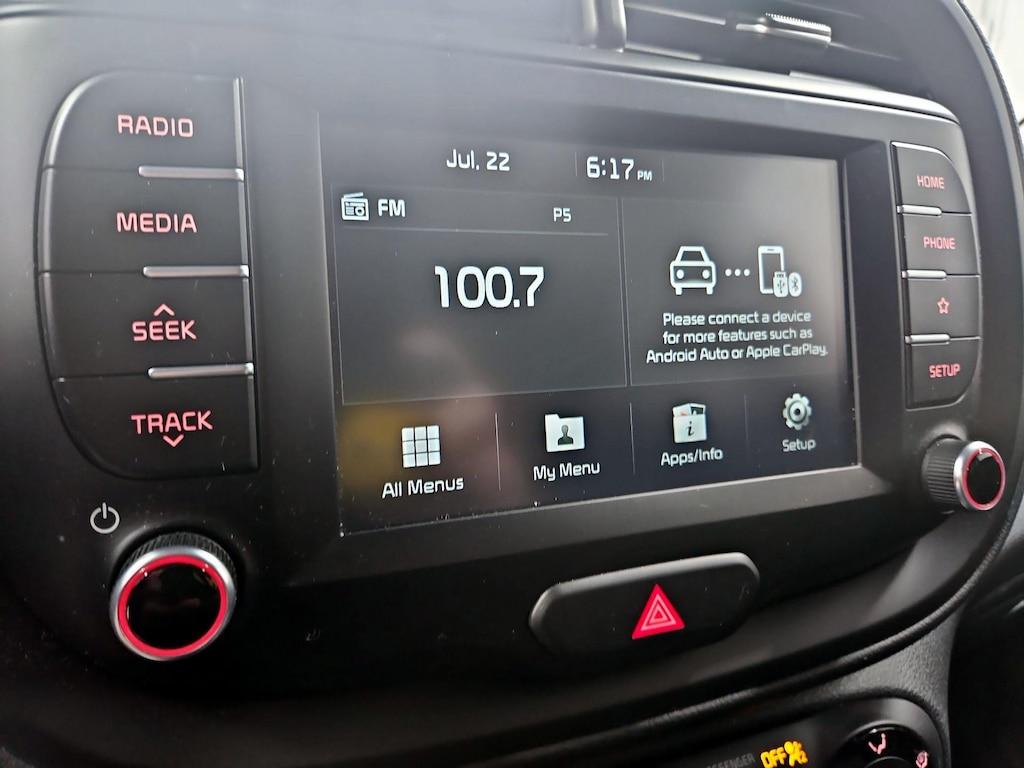 RADIO
MEDIA
SEEK
TRACK
Jul, 22
6:17 PM
FM
P5
100.7
Please connect a device
for more features such as
Android Auto or Apple CarPlay.
All Menus
My Menu
Apps/Info
Setup
HOME
PHONE
SETUP
OFF